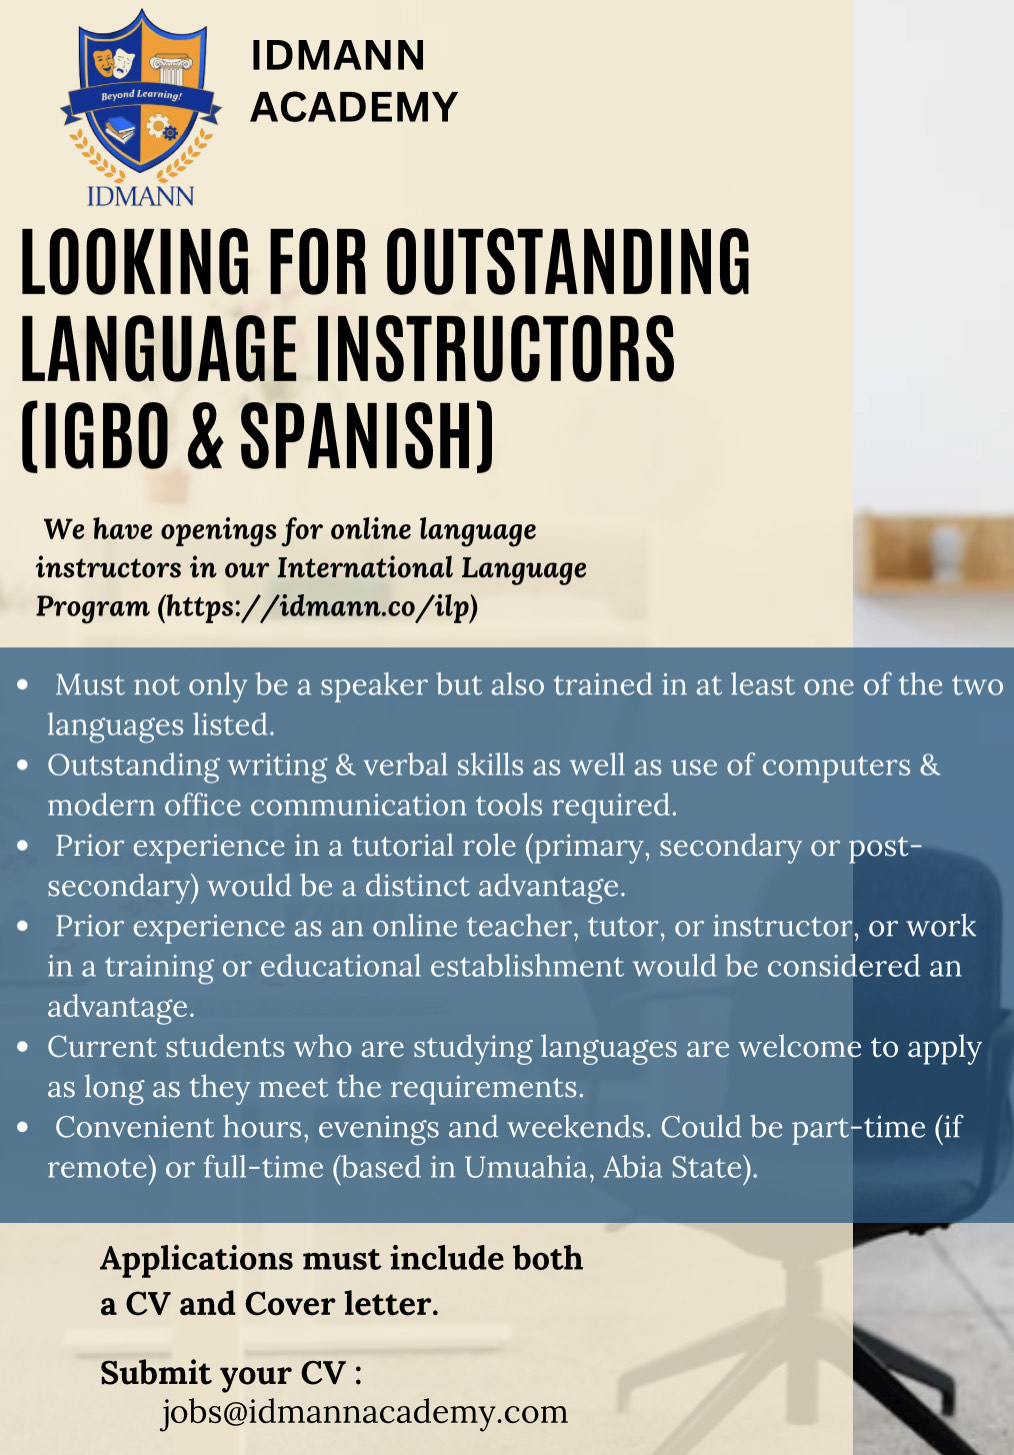 Beyond Learning!
IDMANN
IDMANN
ACADEMY
LOOKING FOR OUTSTANDING
LANGUAGE INSTRUCTORS
(IGBO & SPANISH)
We have openings for online language
instructors in our International Language
Program (https://idmann.co/ilp)
• Must not only be a speaker but also trained in at least one of the two
languages listed.
• Outstanding writing & verbal skills as well as use of computers &
modern office communication tools required.
• Prior experience in a tutorial role (primary, secondary or post-
secondary) would be a distinct advantage.
• Prior experience as an online teacher, tutor, or instructor, or work
in a training or educational establishment would be considered an
advantage.
• Current students who are studying languages are welcome to apply
as long as they meet the requirements.
• Convenient hours, evenings and weekends. Could be part-time (if
remote) or full-time (based in Umuahia, Abia State).
Applications must include both
a CV and Cover letter.
Submit your CV :
jobs@idmannacademy.com